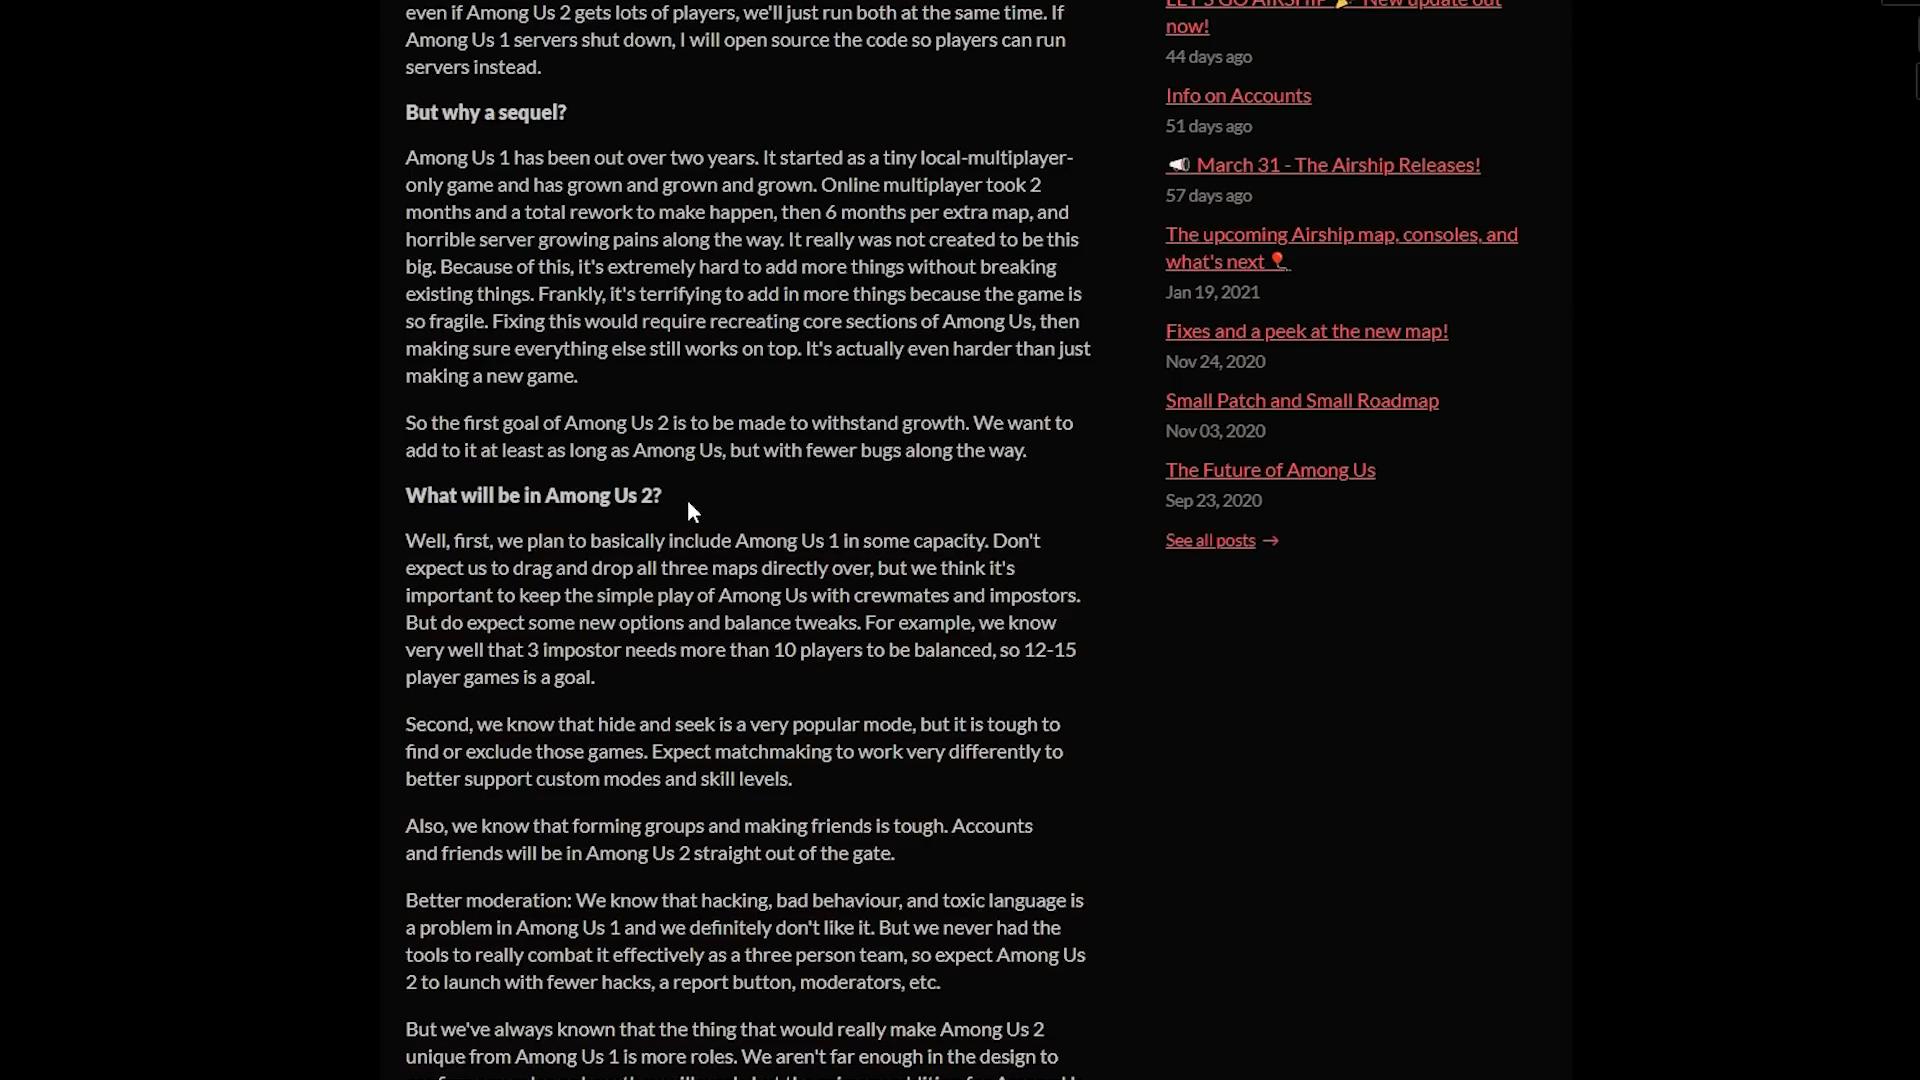 even if Among Us 2 gets lots of players, we'll just run both at the same time. If
Among Us 1 servers shut down, I will open source the code so players can run
servers instead.
But why a sequel?
Among Us 1 has been out over two years. It started as a tiny local-multiplayer-
only game and has grown and grown and grown. Online multiplayer took 2
months and a total rework to make happen, then 6 months per extra map, and
horrible server growing pains along the way. It really was not created to be this
big. Because of this, it's extremely hard to add more things without breaking
existing things. Frankly, it's terrifying to add in more things because the game is
so fragile. Fixing this would require recreating core sections of Among Us, then
making sure everything else still works on top. It's actually even harder than just
making a new game.
So the first goal of Among Us 2 is to be made to withstand growth. We want to
add to it at least as long as Among Us, but with fewer bugs along the way.
What will be in Among Us 2?
Well, first, we plan to basically include Among Us 1 in some capacity. Don't
expect us to drag and drop all three maps directly over, but we think it's
important to keep the simple play of Among Us with crewmates and impostors.
But do expect some new options and balance tweaks. For example, we know
very well that 3 impostor needs more than 10 players to be balanced, so 12-15
player games is a goal.
Second, we know that hide and seek is a very popular mode, but it is tough to
find or exclude those games. Expect matchmaking to work very differently to
better support custom modes and skill levels.
Also, we know that forming groups and making friends is tough. Accounts
and friends will be in Among Us 2 straight out of the gate.
Better moderation: We know that hacking, bad behaviour, and toxic language is
a problem in Among Us 1 and we definitely don't like it. But we never had the
tools to really combat it effectively as a three person team, so expect Among Us
2 to launch with fewer hacks, a report button, moderators, etc.
But we've always known that the thing that would really make Among Us 2
unique from Among Us 1 is more roles. We aren't far enough in the design to
LET'S GO AIRSHIP 🎉 New update out
now!
44 days ago
Info on Accounts
51 days ago
📢 March 31 - The Airship Releases!
57 days ago
The upcoming Airship map, consoles, and
what's next 🎈
Jan 19, 2021
Fixes and a peek at the new map!
Nov 24, 2020
Small Patch and Small Roadmap
Nov 03, 2020
The Future of Among Us
Sep 23, 2020
See all posts →